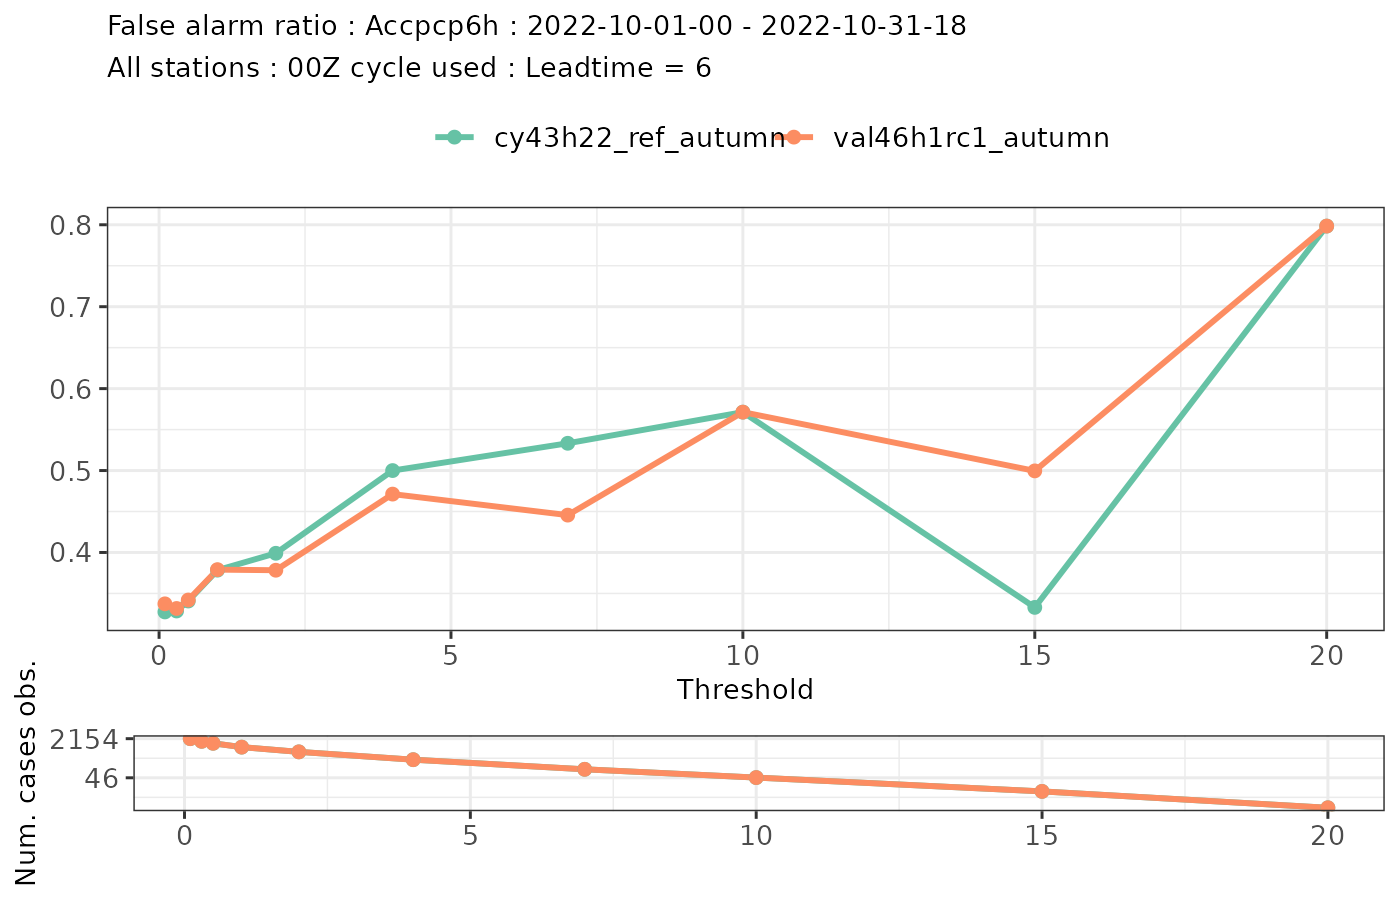 False alarm ratio : Accpcp6h : 2022-10-01-00 - 2022-10-31-18
All stations : 00Z cycle used : Leadtime = 6
cy43h22_ref_autumn val46h1rc1_autumn
0.8
0.7
0.6
0.5
0.4
0 5 10 15 20
Threshold
Num. cases obs.
2154
46
0 5 10 15 20